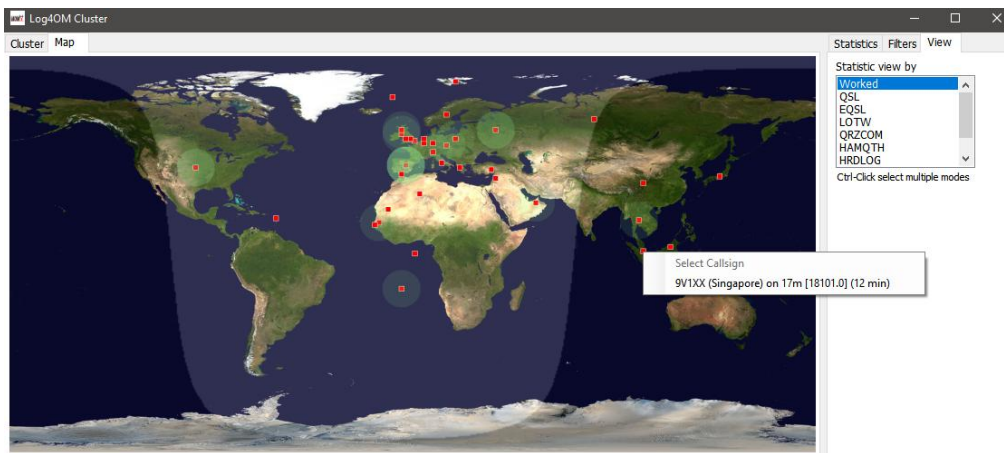 Log4OM Cluster
Cluster Map
Statistics Filters View
Statistic view by
Worked
QSL
EQSL
LOTW
QRZCOM
HAMQTH
HRDLOG
Ctrl-Click select multiple modes
Select Callsign
9V1XX (Singapore) on 17m [18101.0] (12 min)